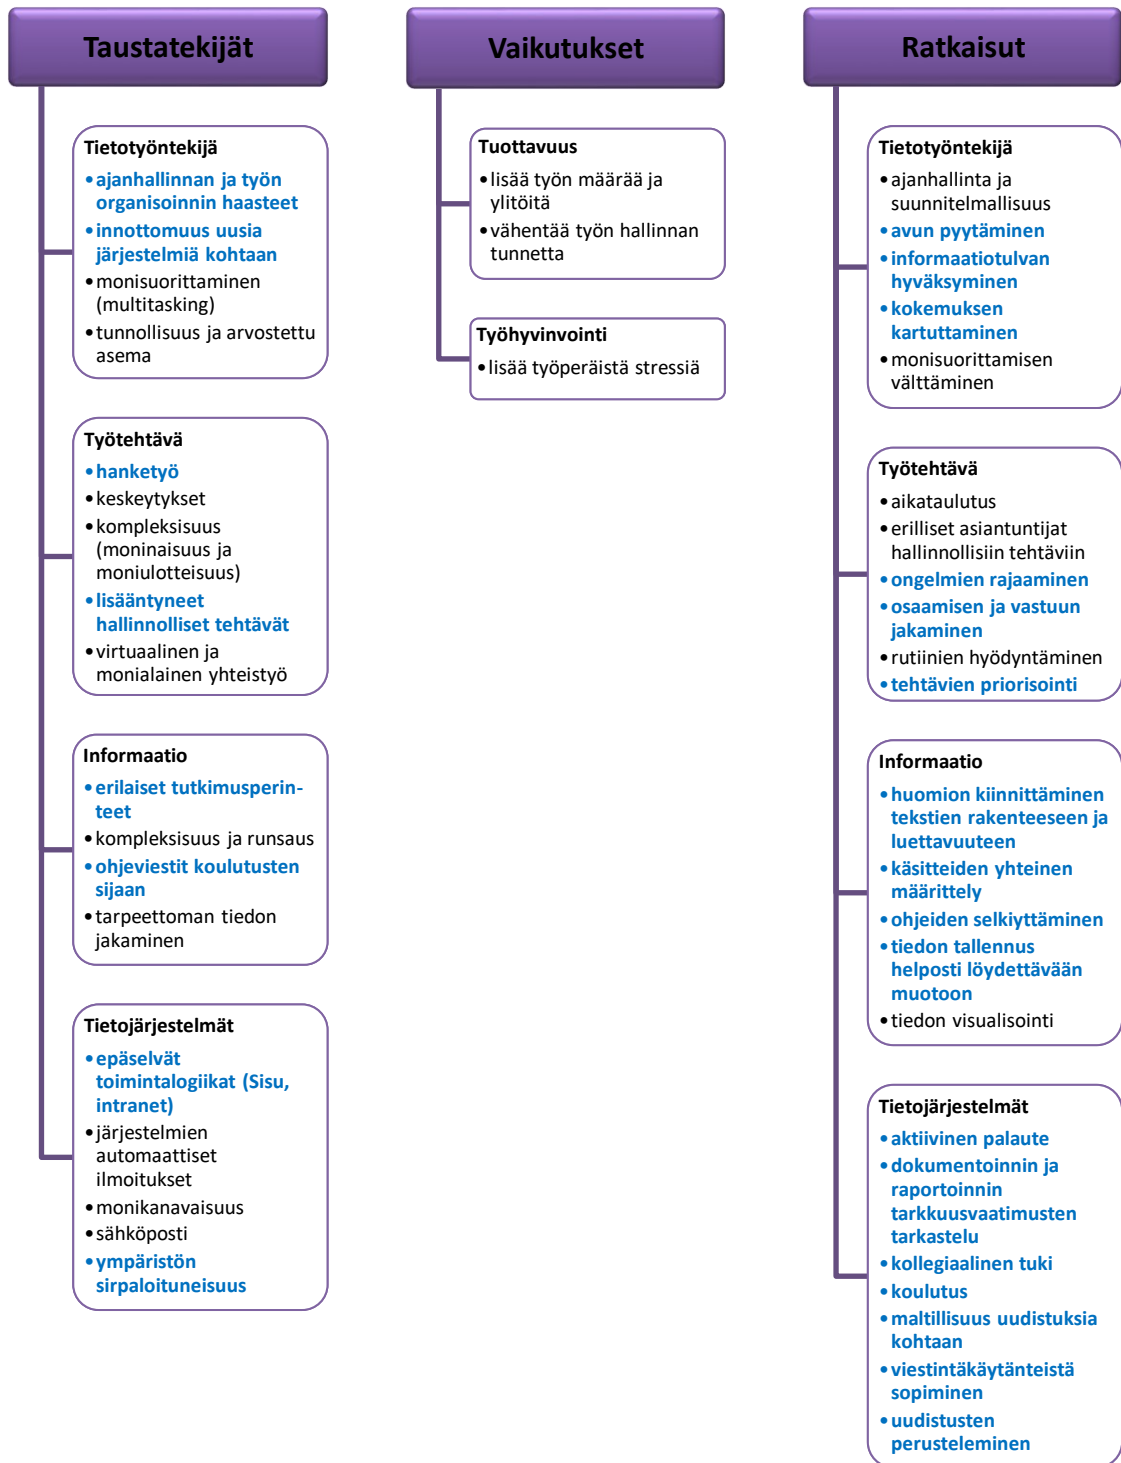 Taustatekijät
Tietotyöntekijä
•ajanhallinnan ja työn
organisoinnin haasteet
•innottomuus uusia
järjestelmiä kohtaan
•monisuorittaminen
(multitasking)
•tunnollisuus ja arvostettu
asema
Työtehtävä
•hanketyö
•keskeytykset
•kompleksisuus
(moninaisuus ja
moniulotteisuus)
•lisääntyneet
hallinnolliset tehtävät
•virtuaalinen ja
monialainen yhteistyö
Informaatio
•erilaiset tutkimusperin-
teet
•kompleksisuus ja runsaus
•ohjeviestit koulutusten
sijaan
•tarpeettoman tiedon
jakaminen
Tietojärjestelmät
•epäselvät
toimintalogiikat (Sisu,
intranet)
•järjestelmien
automaattiset
ilmoitukset
•monikanavaisuus
•sähköposti
•ympäristön
sirpaloituneisuus
Vaikutukset
Tuottavuus
•lisää työn määrää ja
ylitöitä
•vähentää työn hallinnan
tunnetta
Työhyvinvointi
•lisää työperäistä stressiä
Ratkaisut
Tietotyöntekijä
•ajanhallinta ja
suunnitelmallisuus
•avun pyytäminen
•informaatiotulvan
hyväksyminen
•kokemuksen
kartuttaminen
•monisuorittamisen
välttäminen
Työtehtävä
•aikataulutus
•erilliset asiantuntijat
hallinnollisiin tehtäviin
•ongelmien rajaaminen
•osaamisen ja vastuun
jakaminen
•rutiinien hyödyntäminen
•tehtävien priorisointi
Informaatio
•huomion kiinnittäminen
tekstien rakenteeseen ja
luettavuuteen
•käsitteiden yhteinen
määrittely
•ohjeiden selkiyttäminen
•tiedon tallennus
helposti löydettävään
muotoon
•tiedon visualisointi
Tietojärjestelmät
•aktiivinen palaute
•dokumentoinnin ja
raportoinnin
tarkkuusvaatimusten
tarkastelu
•kollegiaalinen tuki
•koulutus
•maltillisuus uudistuksia
kohtaan
•viestintäkäytänteistä
sopiminen
•uudistusten
perusteleminen